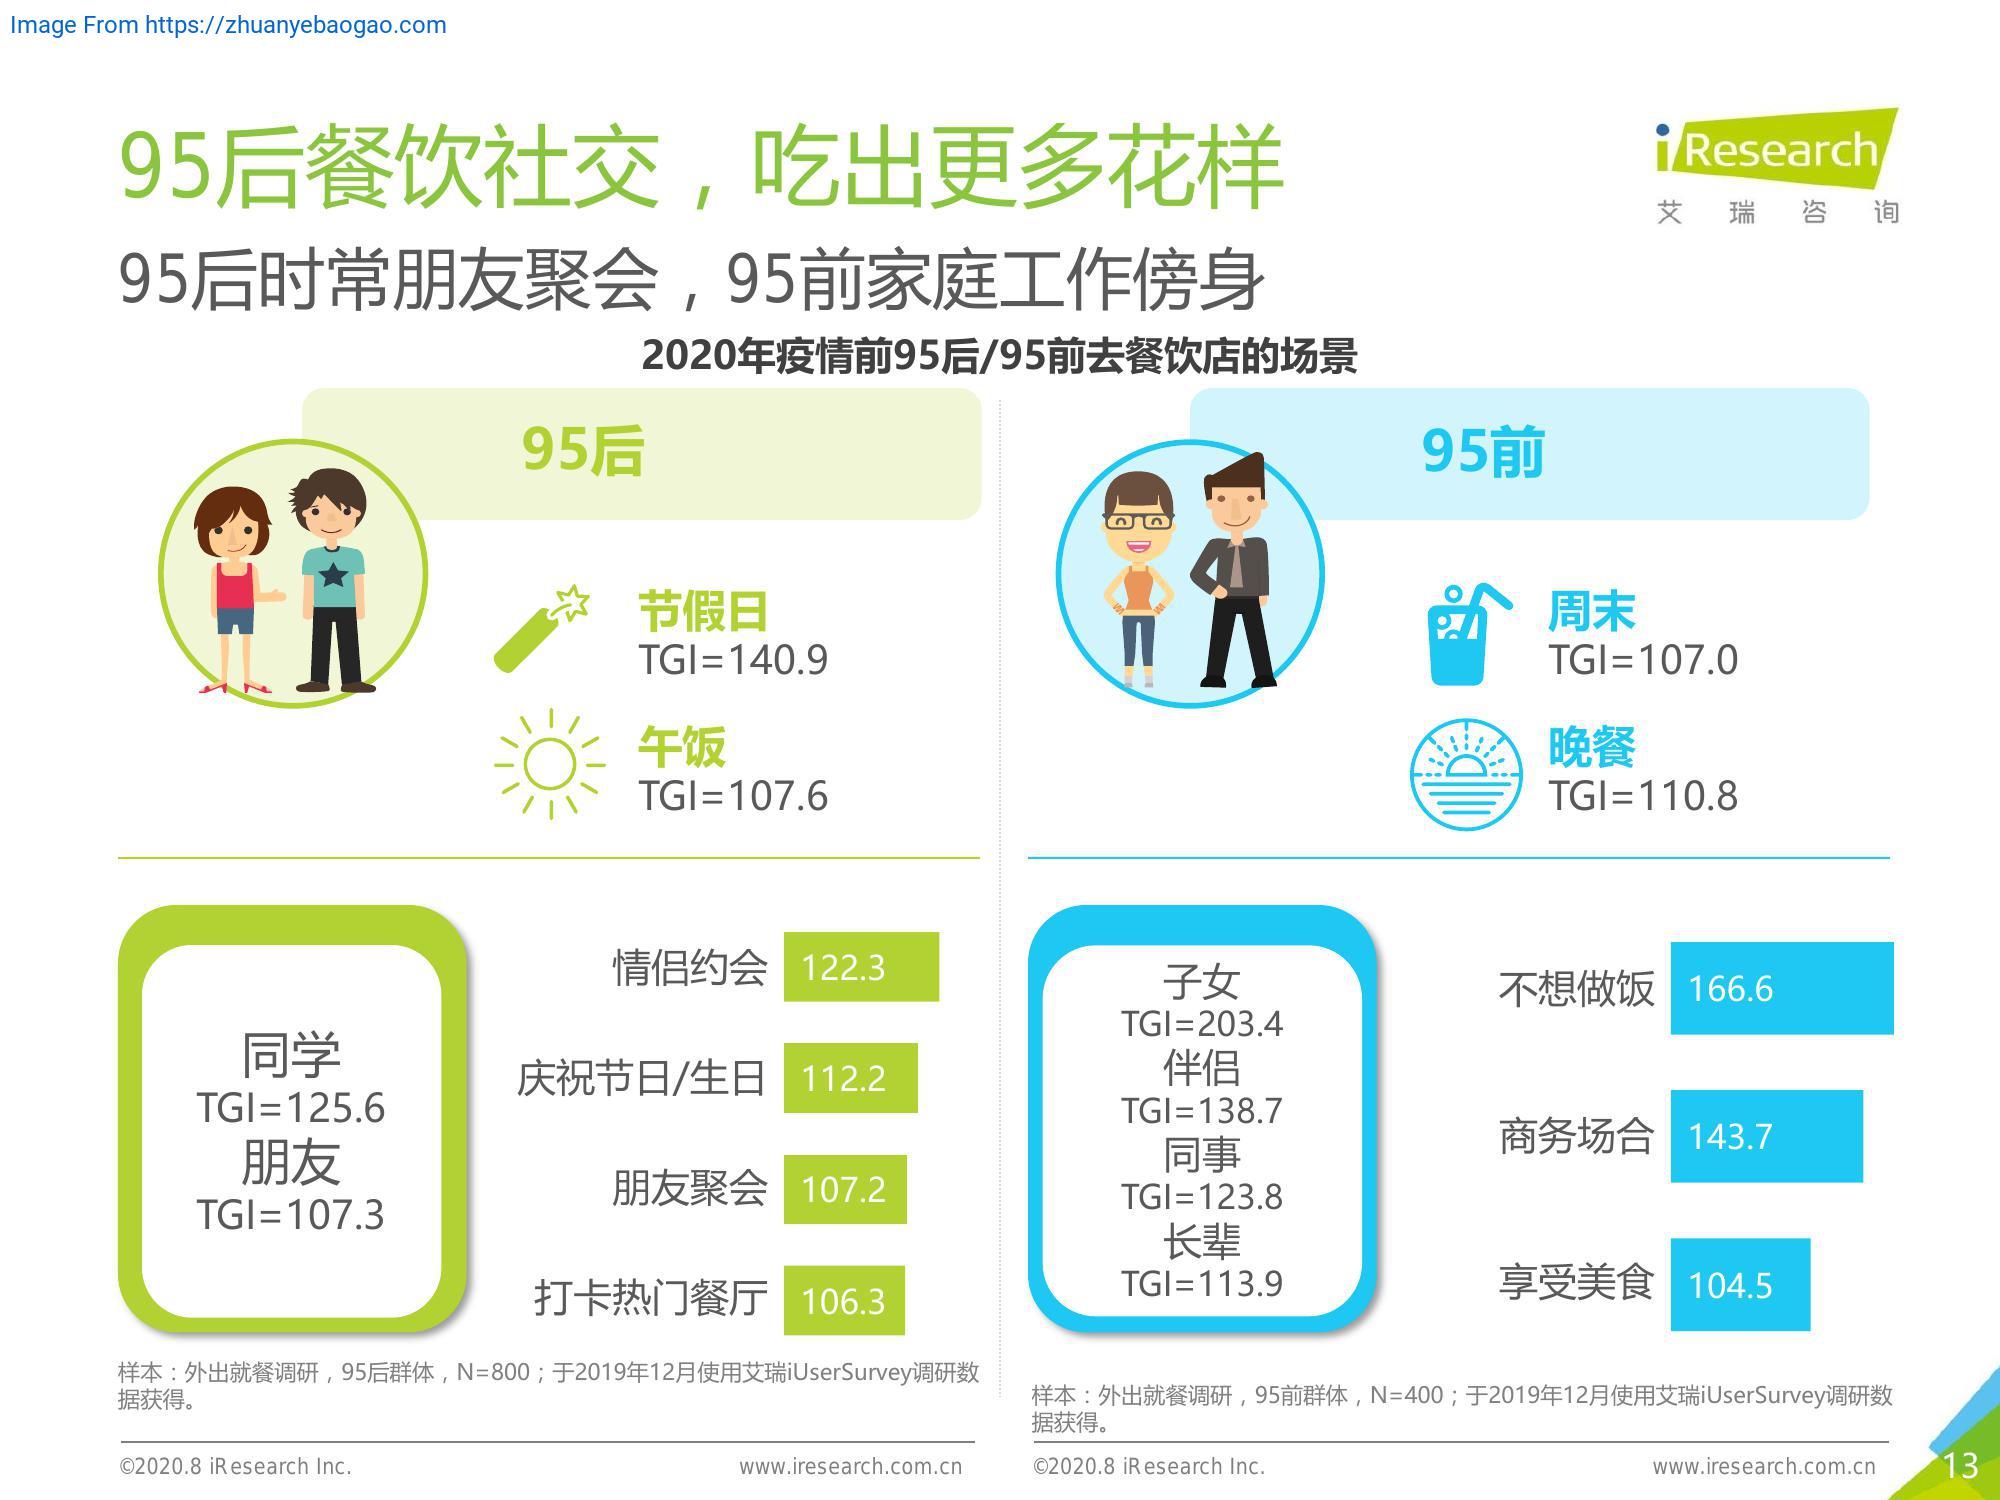 Image From https://zhuanyebaogao.com
95后餐饮社交，吃出更多花样
iResearch
艾瑞咨询
95后时常朋友聚会，95前家庭工作傍身
2020年疫情前95后/95前去餐饮店的场景
95后
节假日
TGI=140.9
午饭
TGI=107.6
同学
TGI=125.6
朋友
TGI=107.3
情侣约会 122.3
庆祝节日/生日 112.2
朋友聚会 107.2
打卡热门餐厅 106.3
样本：外出就餐调研，95后群体，N=800；于2019年12月使用艾瑞iUserSurvey调研数
据获得。
©2020.8 iResearch Inc. www.iresearch.com.cn
95前
周末
TGI=107.0
晚餐
TGI=110.8
子女
TGI=203.4
伴侣
TGI=138.7
同事
TGI=123.8
长辈
TGI=113.9
不想做饭 166.6
商务场合 143.7
享受美食 104.5
样本：外出就餐调研，95前群体，N=400；于2019年12月使用艾瑞iUserSurvey调研数
据获得。
©2020.8 iResearch Inc. www.iresearch.com.cn
13